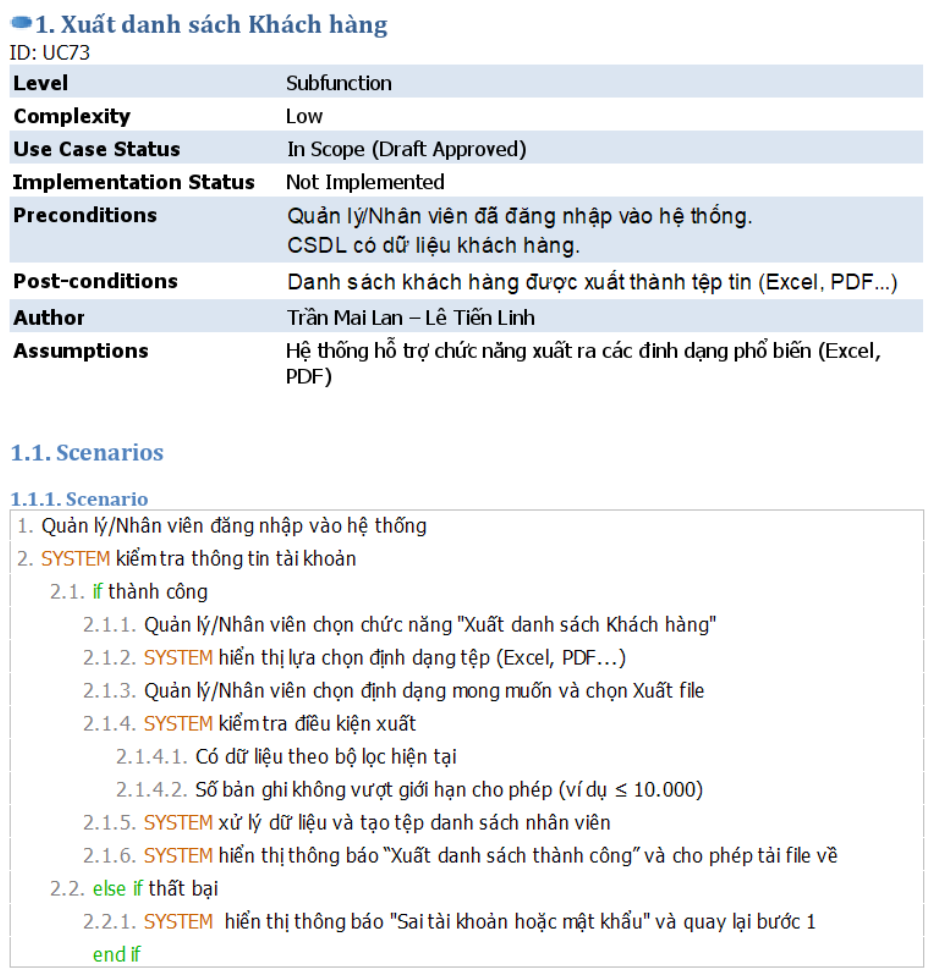 1. Xuất danh sách Khách hàng
ID: UC73
Level Subfunction
Complexity Low
Use Case Status In Scope (Draft Approved)
Implementation Status Not Implemented
Preconditions Quản lý/Nhân viên đã đăng nhập vào hệ thống.
CSDL có dữ liệu khách hàng.
Post-conditions Danh sách khách hàng được xuất thành tệp tin (Excel, PDF...)
Author Trần Mai Lan – Lê Tiến Linh
Assumptions Hệ thống hỗ trợ chức năng xuất ra các đinh dạng phổ biến (Excel,
PDF)
1.1. Scenarios
1.1.1. Scenario
1. Quản lý/Nhân viên đăng nhập vào hệ thống
2. SYSTEM kiểm tra thông tin tài khoản
2.1. if thành công
2.1.1. Quản lý/Nhân viên chọn chức năng "Xuất danh sách Khách hàng"
2.1.2. SYSTEM hiển thị lựa chọn định dạng tệp (Excel, PDF...)
2.1.3. Quản lý/Nhân viên chọn định dạng mong muốn và chọn Xuất file
2.1.4. SYSTEM kiểm tra điều kiện xuất
2.1.4.1. Có dữ liệu theo bộ lọc hiện tại
2.1.4.2. Số bản ghi không vượt giới hạn cho phép (ví dụ ≤ 10.000)
2.1.5. SYSTEM xử lý dữ liệu và tạo tệp danh sách nhân viên
2.1.6. SYSTEM hiển thị thông báo “Xuất danh sách thành công” và cho phép tải file về
2.2. else if thất bại
2.2.1. SYSTEM hiển thị thông báo "Sai tài khoản hoặc mật khẩu" và quay lại bước 1
end if